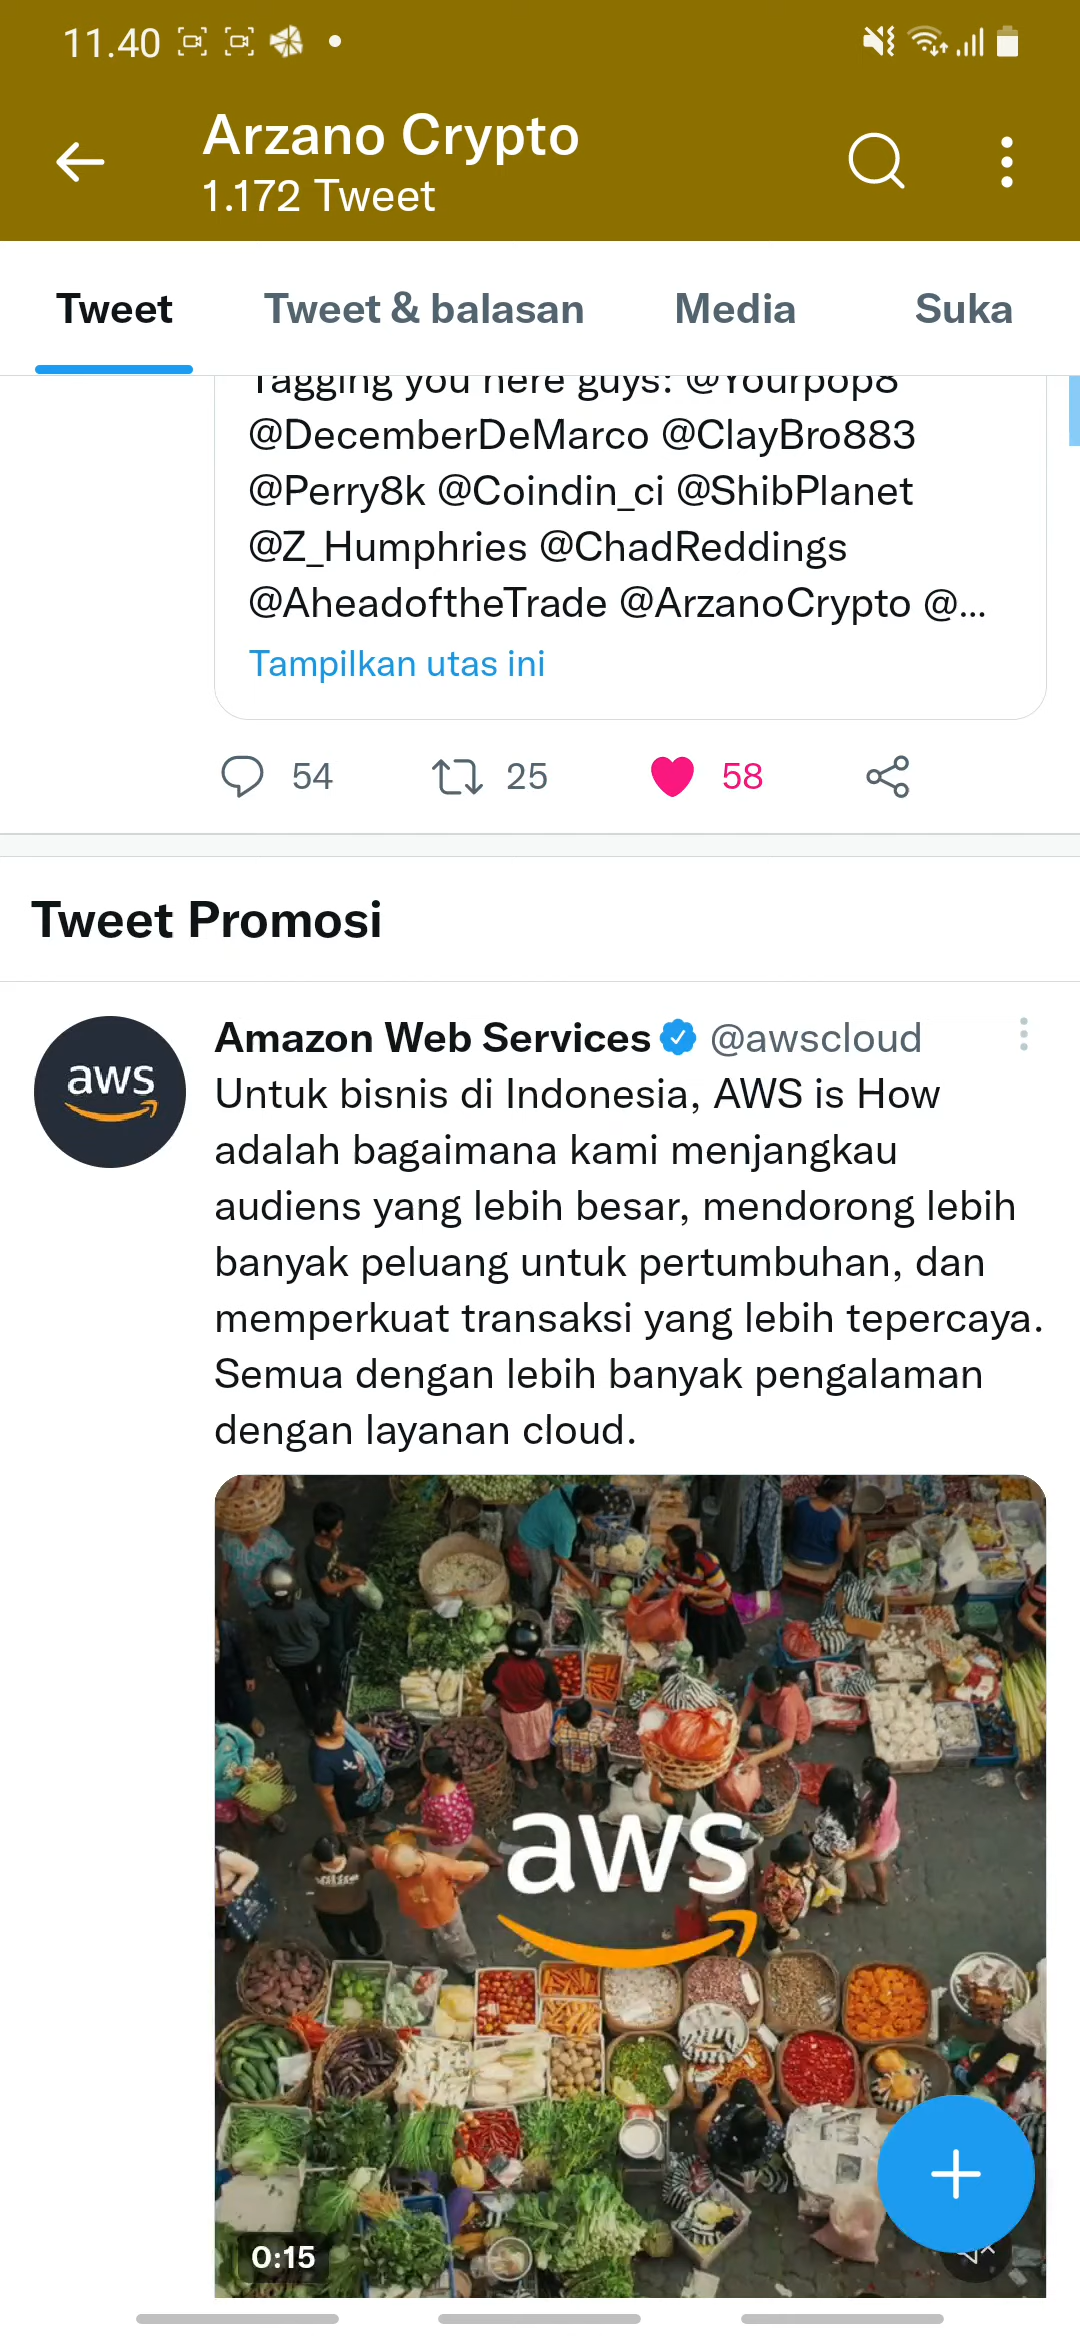 11.40
Arzano Crypto
1.172 Tweet
Tweet Tweet & balasan Media Suka
Tagging you here guys: @Yourpop8
@DecemberDeMarco @ClayBro883
@Perry8k @Coindin_ci @ShibPlanet
@Z_Humphries @ChadReddings
@AheadoftheTrade @ArzanoCrypto @...
Tampilkan utas ini
54 25 58
Tweet Promosi
aws
Amazon Web Services @awscloud
Untuk bisnis di Indonesia, AWS is How
adalah bagaimana kami menjangkau
audiens yang lebih besar, mendorong lebih
banyak peluang untuk pertumbuhan, dan
memperkuat transaksi yang lebih tepercaya.
Semua dengan lebih banyak pengalaman
dengan layanan cloud.
aws
0:15